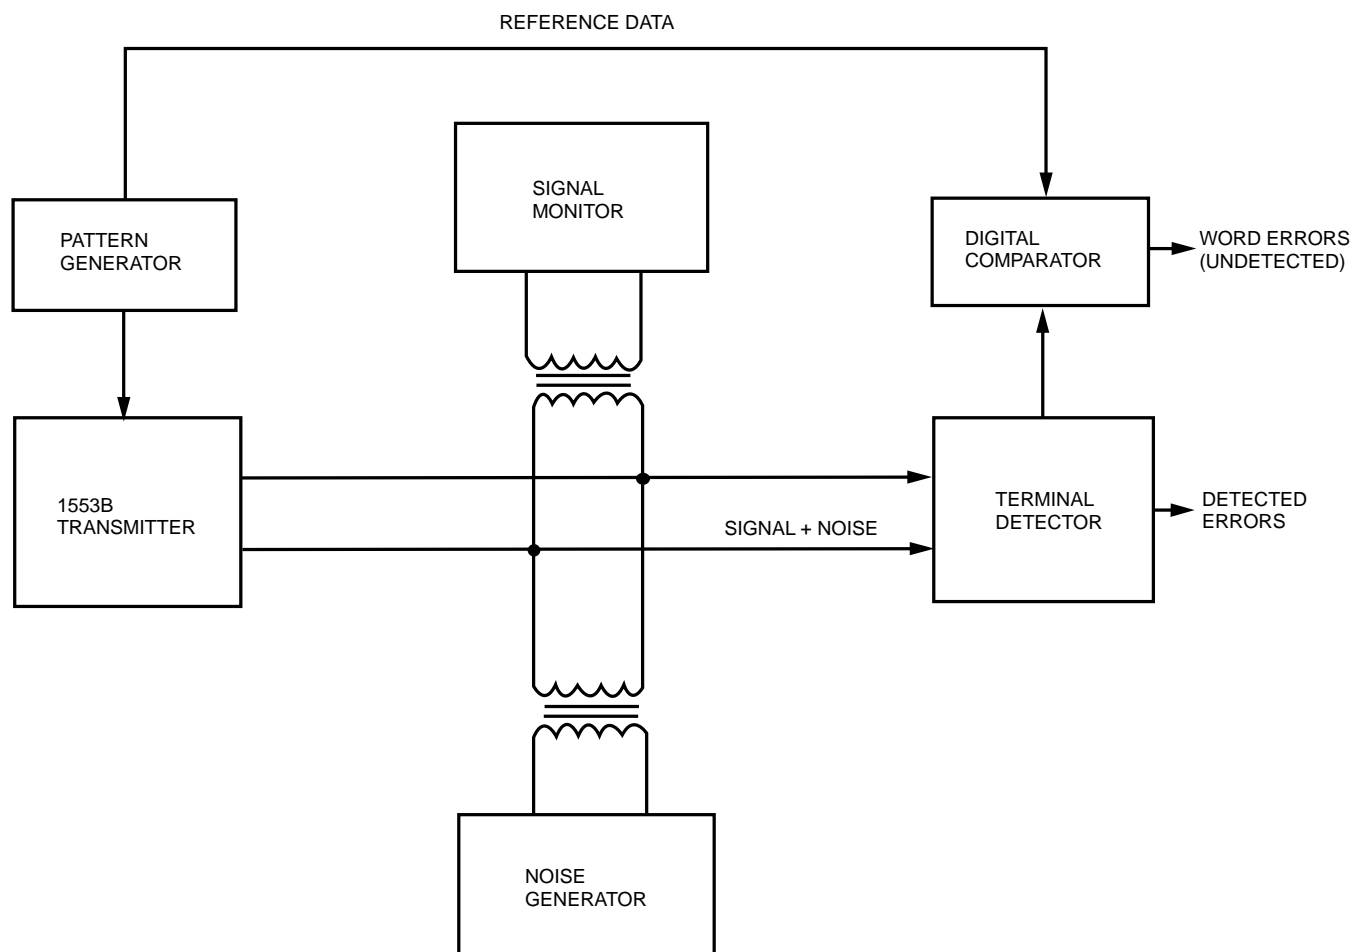 REFERENCE DATA
SIGNAL
MONITOR
PATTERN
GENERATOR
DIGITAL
COMPARATOR
WORD ERRORS
(UNDETECTED)
1553B
TRANSMITTER
SIGNAL + NOISE
TERMINAL
DETECTOR
DETECTED
ERRORS
NOISE
GENERATOR